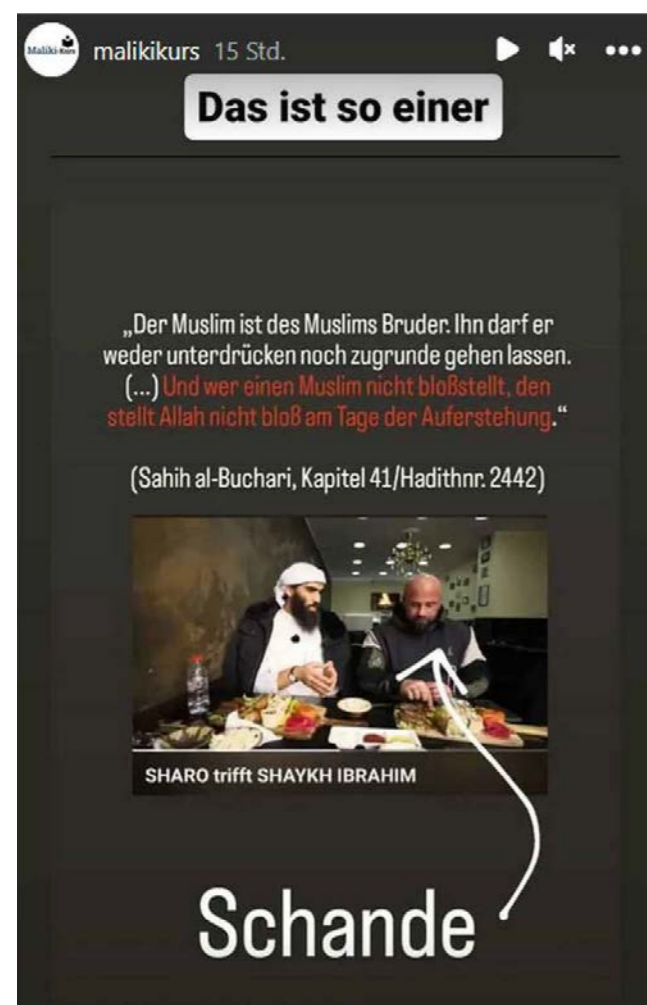 Maliki-Kurs
malikikurs 15 Std.
Das ist so einer
„Der Muslim ist des Muslims Bruder. Ihn darf er
weder unterdrücken noch zugrunde gehen lassen.
(...) Und wer einen Muslim nicht bloßstellt, den
stellt Allah nicht bloß am Tage der Auferstehung.“
(Sahih al-Buchari, Kapitel 41/Hadithnr. 2442)
SHARO trifft SHAYKH IBRAHIM
Schande